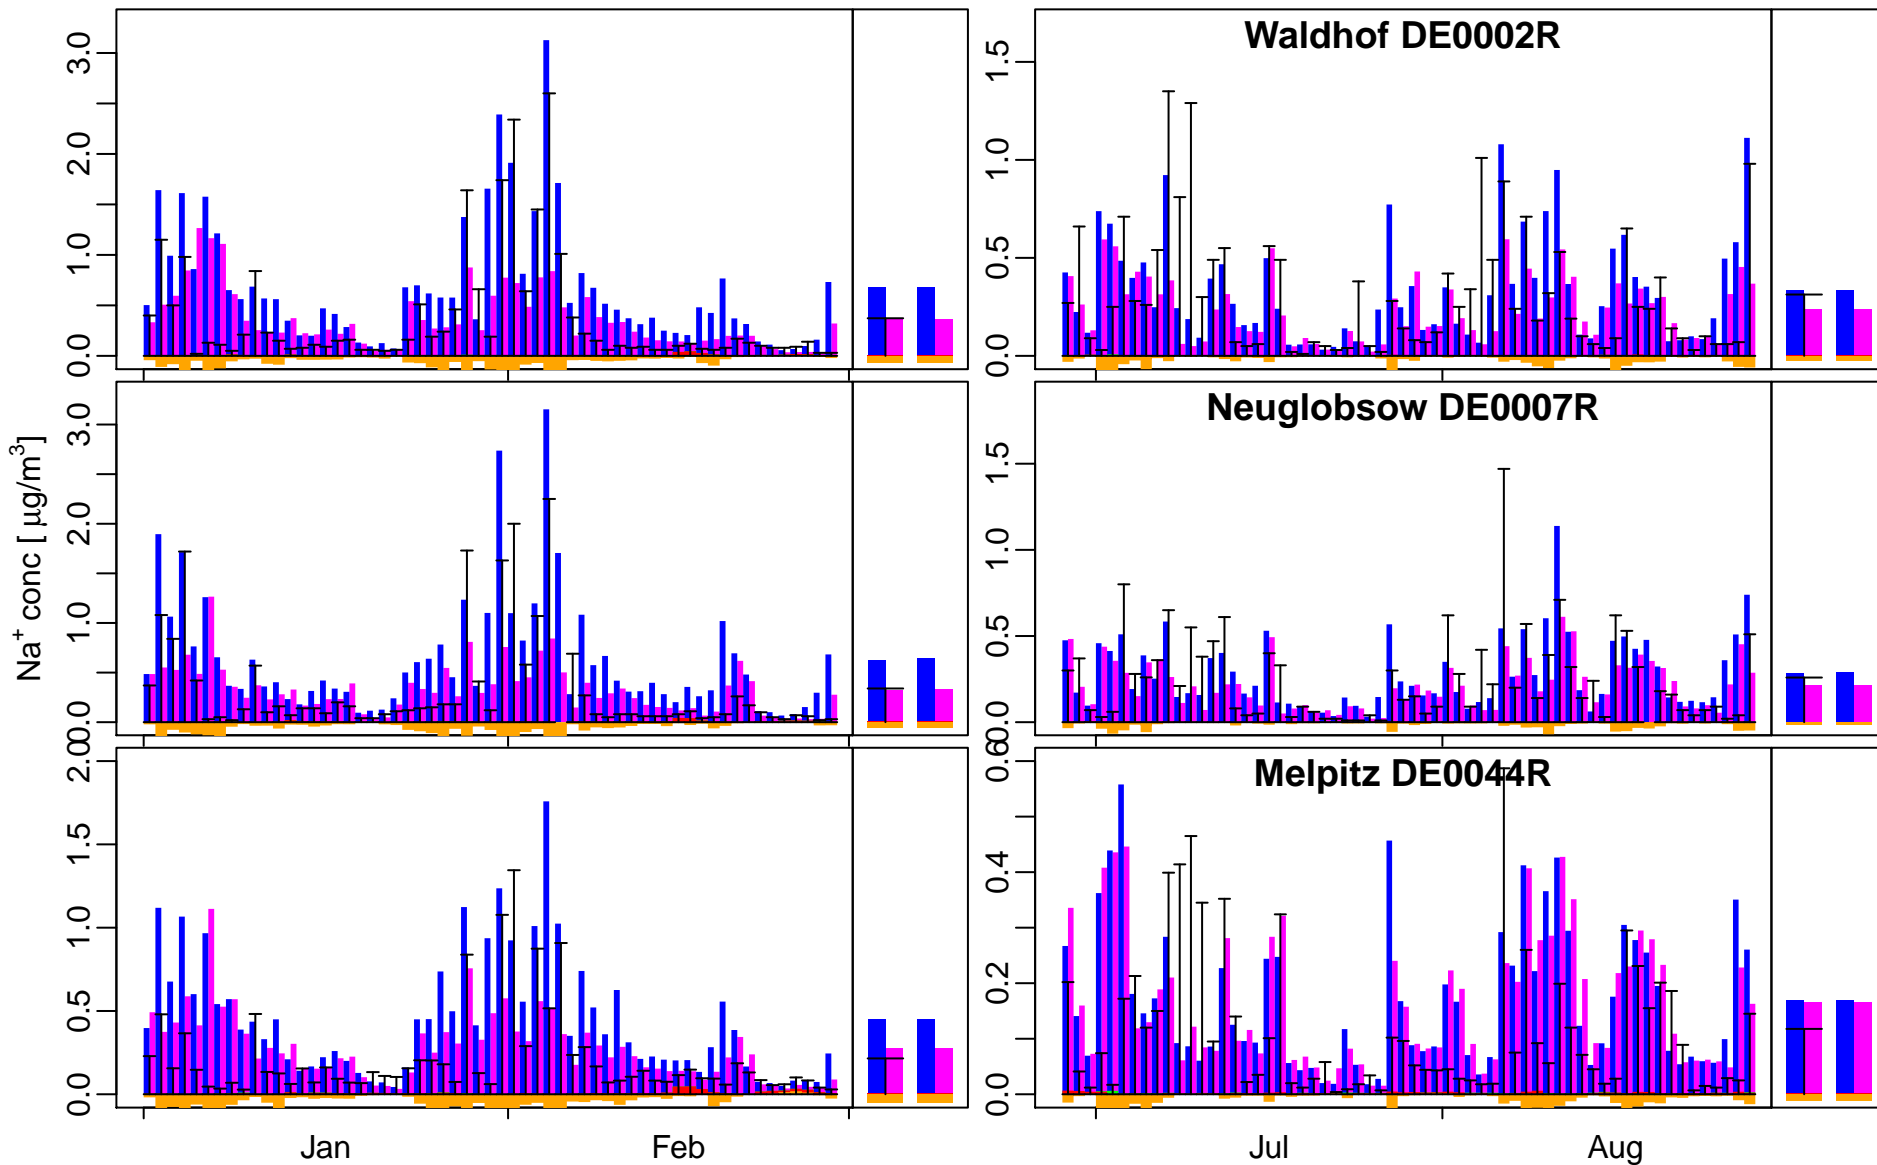 Waldhof DE0002R
0.0 1.0 2.0 3.0
0.0 0.5 1.0 1.5
Neuglobsow DE0007R
Na⁺ conc [ μg/m³]
0.0 1.0 2.0 3.0
0.0 0.5 1.0 1.5
Melpitz DE0044R
0.0 0.5 1.0 1.5 2.0
0.0 0.2 0.4 0.6
Jan Feb
Jul Aug